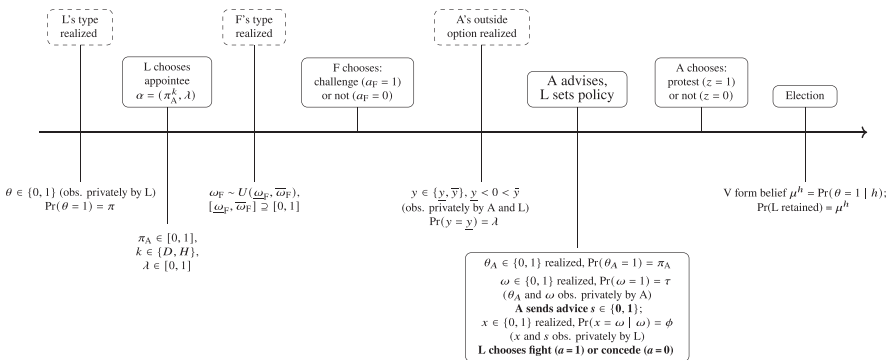 L's type
realized
F's type
realized
A's outside
option realized
L chooses
appointee
α = (π_A^k, λ)
F chooses:
challenge (a_F = 1)
or not (a_F = 0)
A advises,
L sets policy
A chooses:
protest (z = 1)
or not (z = 0)
Election
θ ∈ {0, 1} (obs. privately by L)
Pr(θ = 1) = π
π_A ∈ [0, 1],
k ∈ {D, H},
λ ∈ [0, 1]
ω_F ~ U(ω̲_F, ω̅_F),
[ω̲_F, ω̅_F] ⊇ [0, 1]
y ∈ {y̲, y̅}, y̲ < 0 < ȳ
(obs. privately by A and L)
Pr(y = y̲) = λ
θ_A ∈ {0, 1} realized, Pr(θ_A = 1) = π_A
ω ∈ {0, 1} realized, Pr(ω = 1) = τ
(θ_A and ω obs. privately by A)
A sends advice s ∈ {0, 1};
x ∈ {0, 1} realized, Pr(x = ω | ω) = ϕ
(x and s obs. privately by L)
L chooses fight (a = 1) or concede (a = 0)
V form belief μ^h = Pr(θ = 1 | h);
Pr(L retained) = μ^h